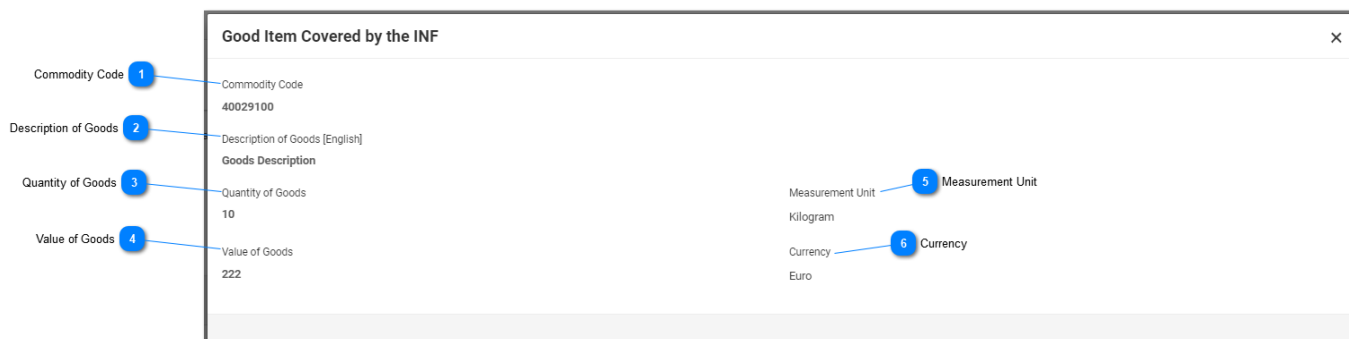 Good Item Covered by the INF
Commodity Code 1
Commodity Code
40029100
Description of Goods 2
Description of Goods [English]
Goods Description
Quantity of Goods 3
Quantity of Goods
10
Measurement Unit
5 Measurement Unit
Kilogram
Value of Goods 4
Value of Goods
222
Currency
6 Currency
Euro